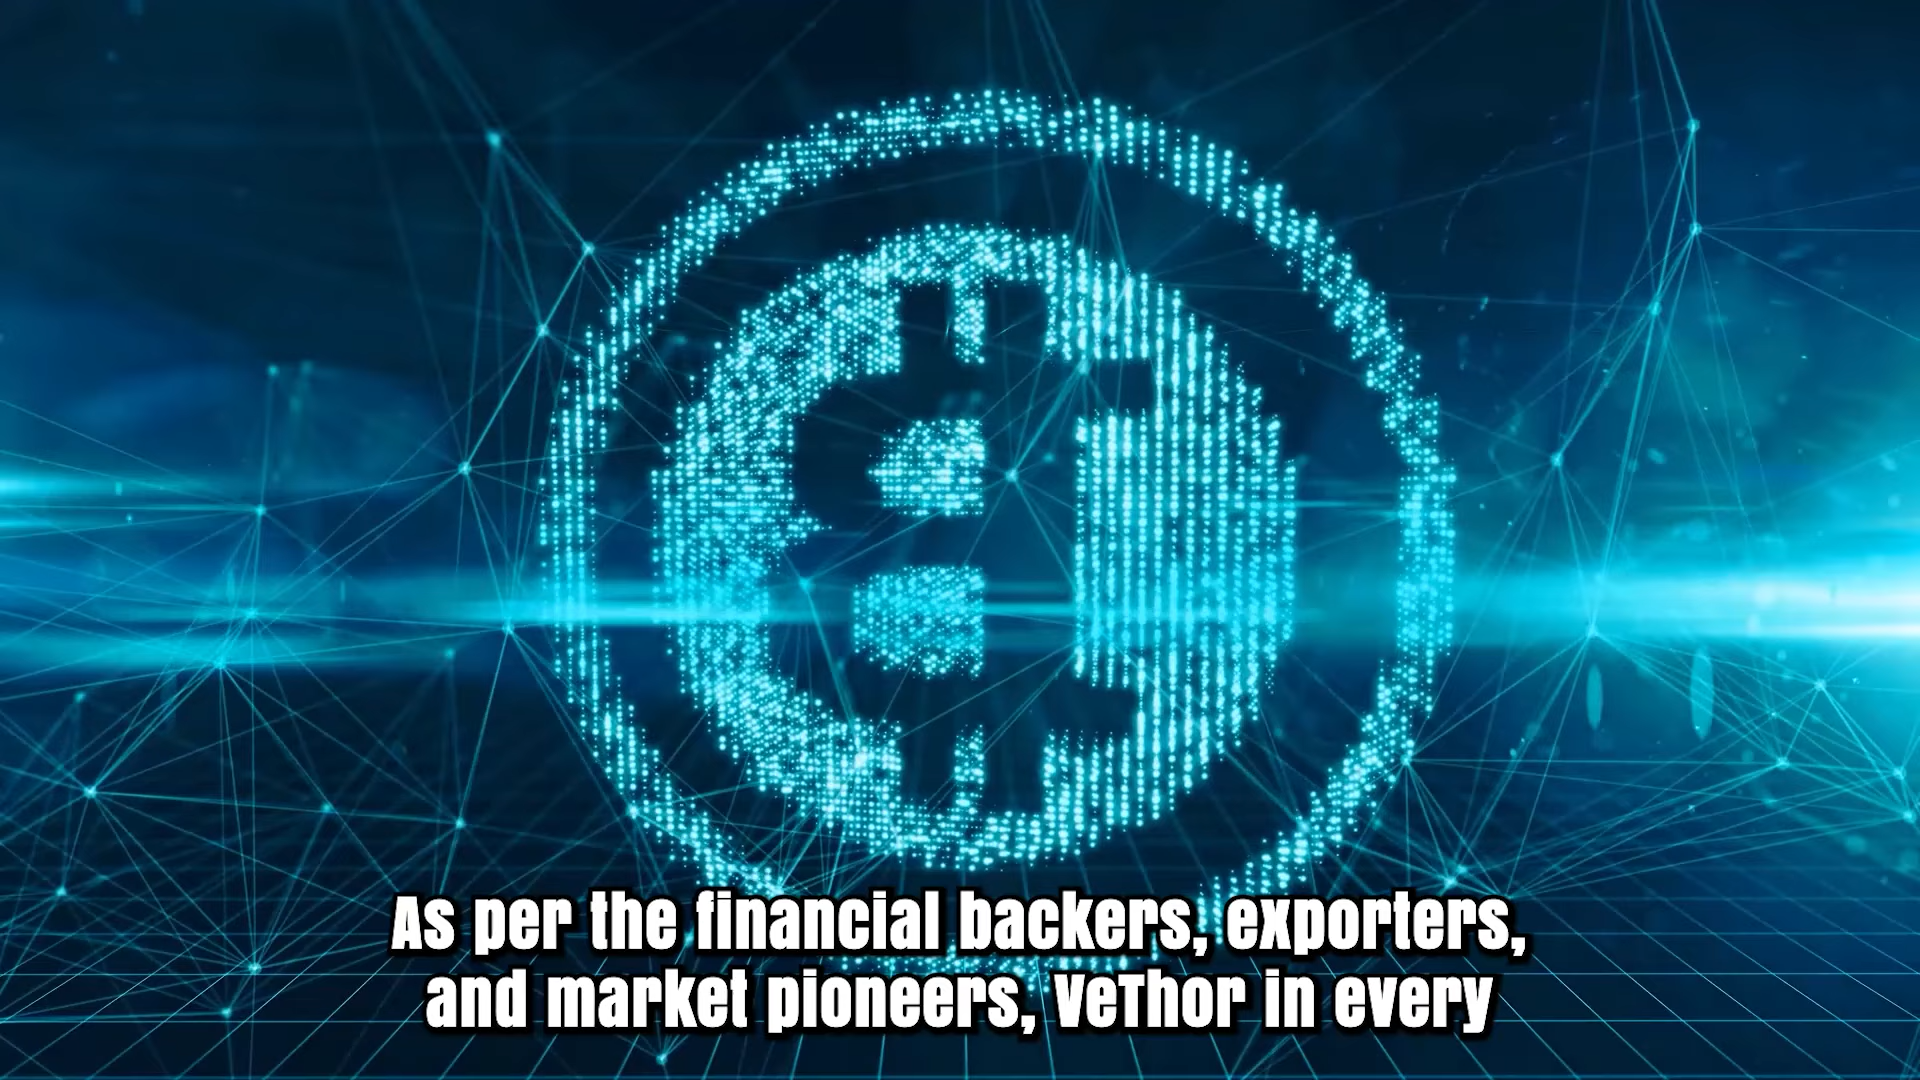 As per the financial backers, exporters,
and market pioneers, VeThor in every